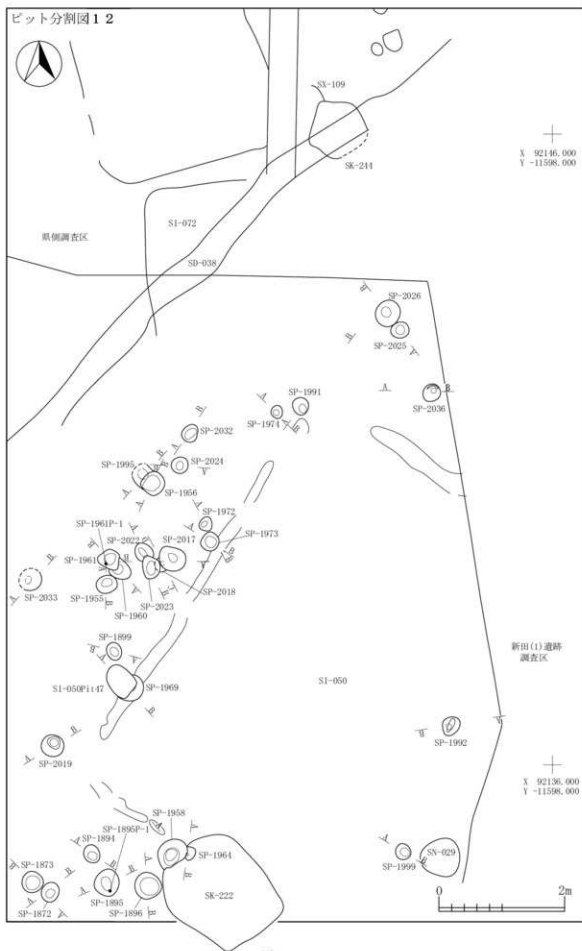 ピット分割図12
SX-109
SK-244
X 92146.000
Y -11598.000
SI-072
県側調査区
SD-038
SP-2026
SP-2025
SP-2036
SP-1991
SP-1974
SP-2032
SP-2024
SP-1995
SP-1956
SP-1972
SP-1961P-1
SP-2022
SP-2017
SP-1973
SP-1961
SP-2033
SP-1955
SP-1960
SP-2018
SP-2023
SP-1899
新田(1)遺跡
調査区
SI-050
SI-050Pit47
SP-1969
SP-1992
SP-2019
X 92136.000
Y -11598.000
SP-1958
SP-1895P-1
SP-1894
SP-1964
SP-1873
SP-1999
SN-029
SP-1872
SP-1895
SP-1896
SK-222
0
2m
A
B